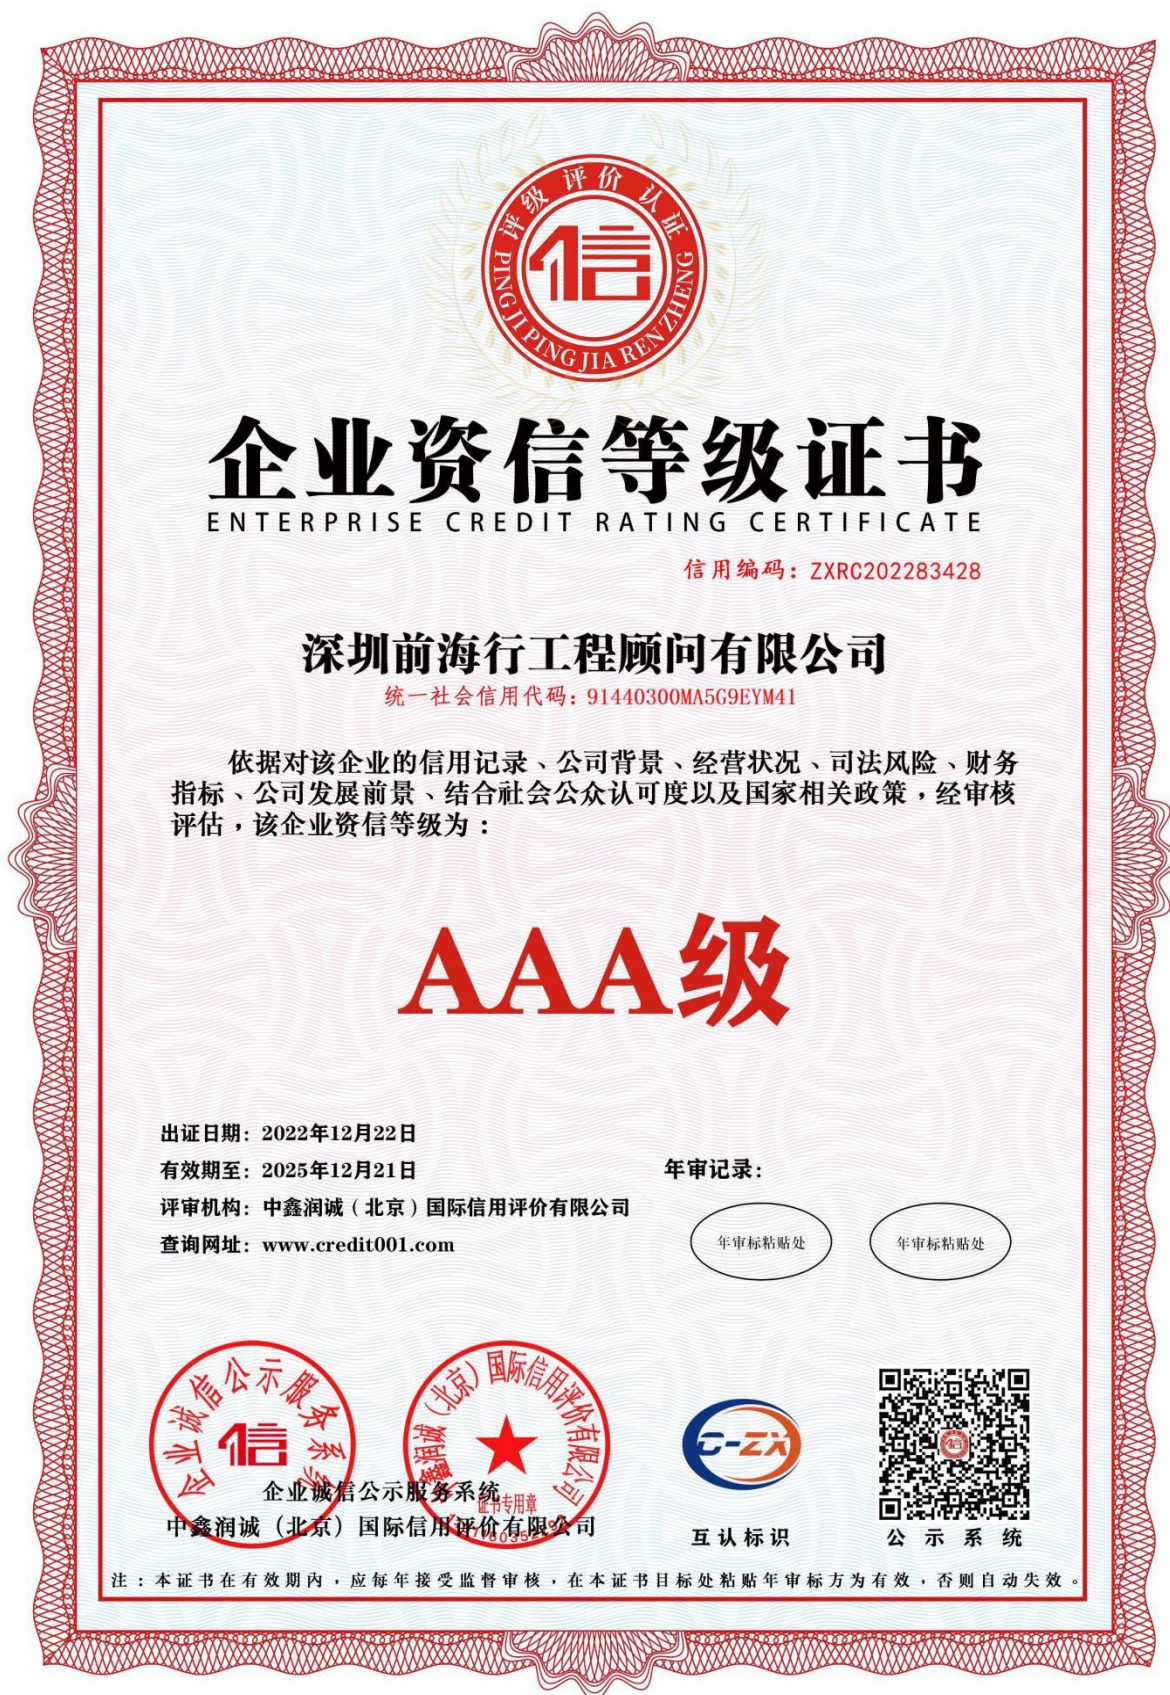 评级 评价 认证
信
PING JI PING JIA REN ZHENG
企业资信等级证书
ENTERPRISE CREDIT RATING CERTIFICATE
信用编码：ZXRC202283428
深圳前海行工程顾问有限公司
统一社会信用代码：91440300MA5G9EYM41
依据对该企业的信用记录、公司背景、经营状况、司法风险、财务
指标、公司发展前景、结合社会公众认可度以及国家相关政策，经审核
评估，该企业资信等级为：
AAA级
出证日期：2022年12月22日
有效期至：2025年12月21日
评审机构：中鑫润诚（北京）国际信用评价有限公司
查询网址：www.credit001.com
年审记录：
年审标粘贴处
年审标粘贴处
企业诚信公示服务系统
信
中鑫润诚（北京）国际信用评价有限公司
证书专用章
企业诚信公示服务系统
中鑫润诚（北京）国际信用评价有限公司
C-ZX
互认标识
信
公示系统
注：本证书在有效期内，应每年接受监督审核，在本证书目标处粘贴年审标方为有效，否则自动失效。